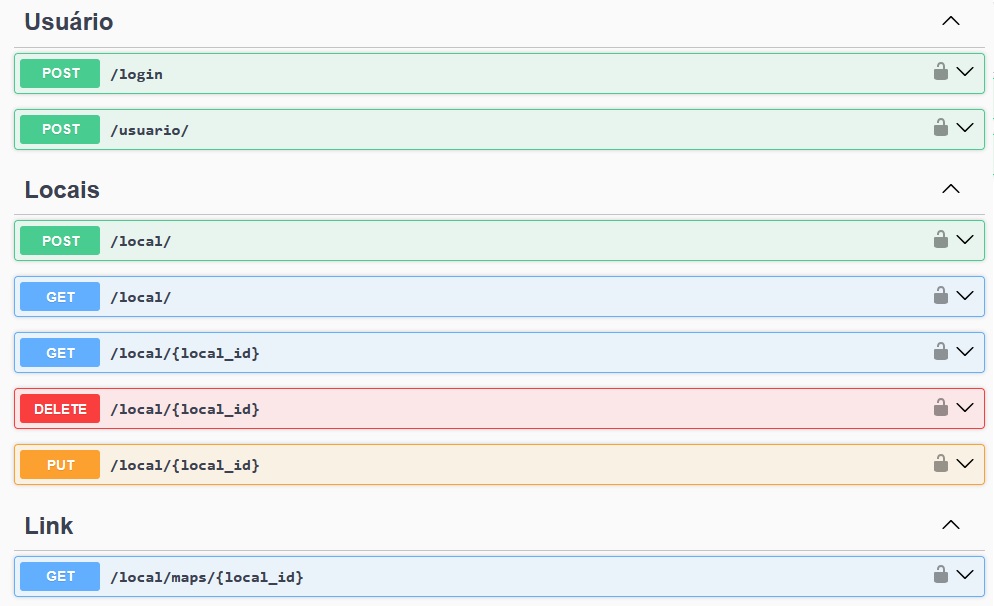 Usuário
POST /login
POST /usuario/
Locais
POST /local/
GET /local/
GET /local/{local_id}
DELETE /local/{local_id}
PUT /local/{local_id}
Link
GET /local/maps/{local_id}